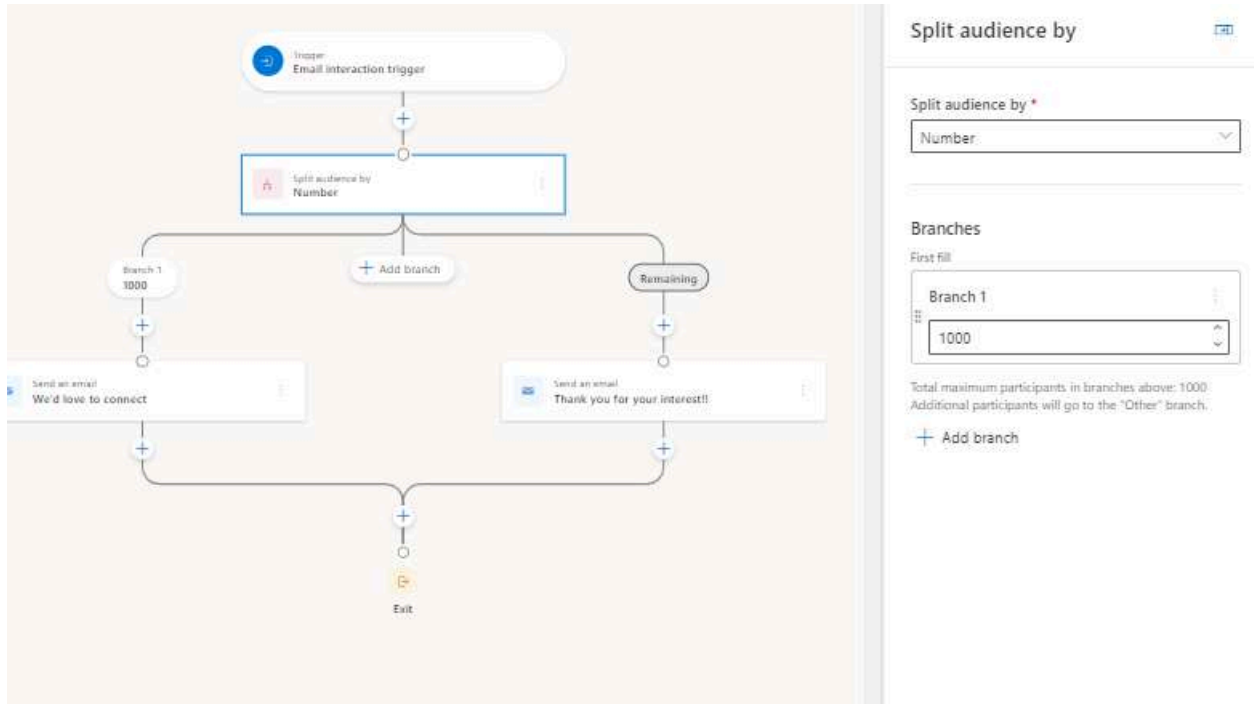 Trigger
Email interaction trigger
Split audience by
Number
Branch 1
1000
Add branch
Remaining
Send an email
We'd love to connect
Send an email
Thank you for your interest!!
Exit
Split audience by
Split audience by *
Number
Branches
First fill
Branch 1
1000
Total maximum participants in branches above: 1000
Additional participants will go to the "Other" branch.
Add branch